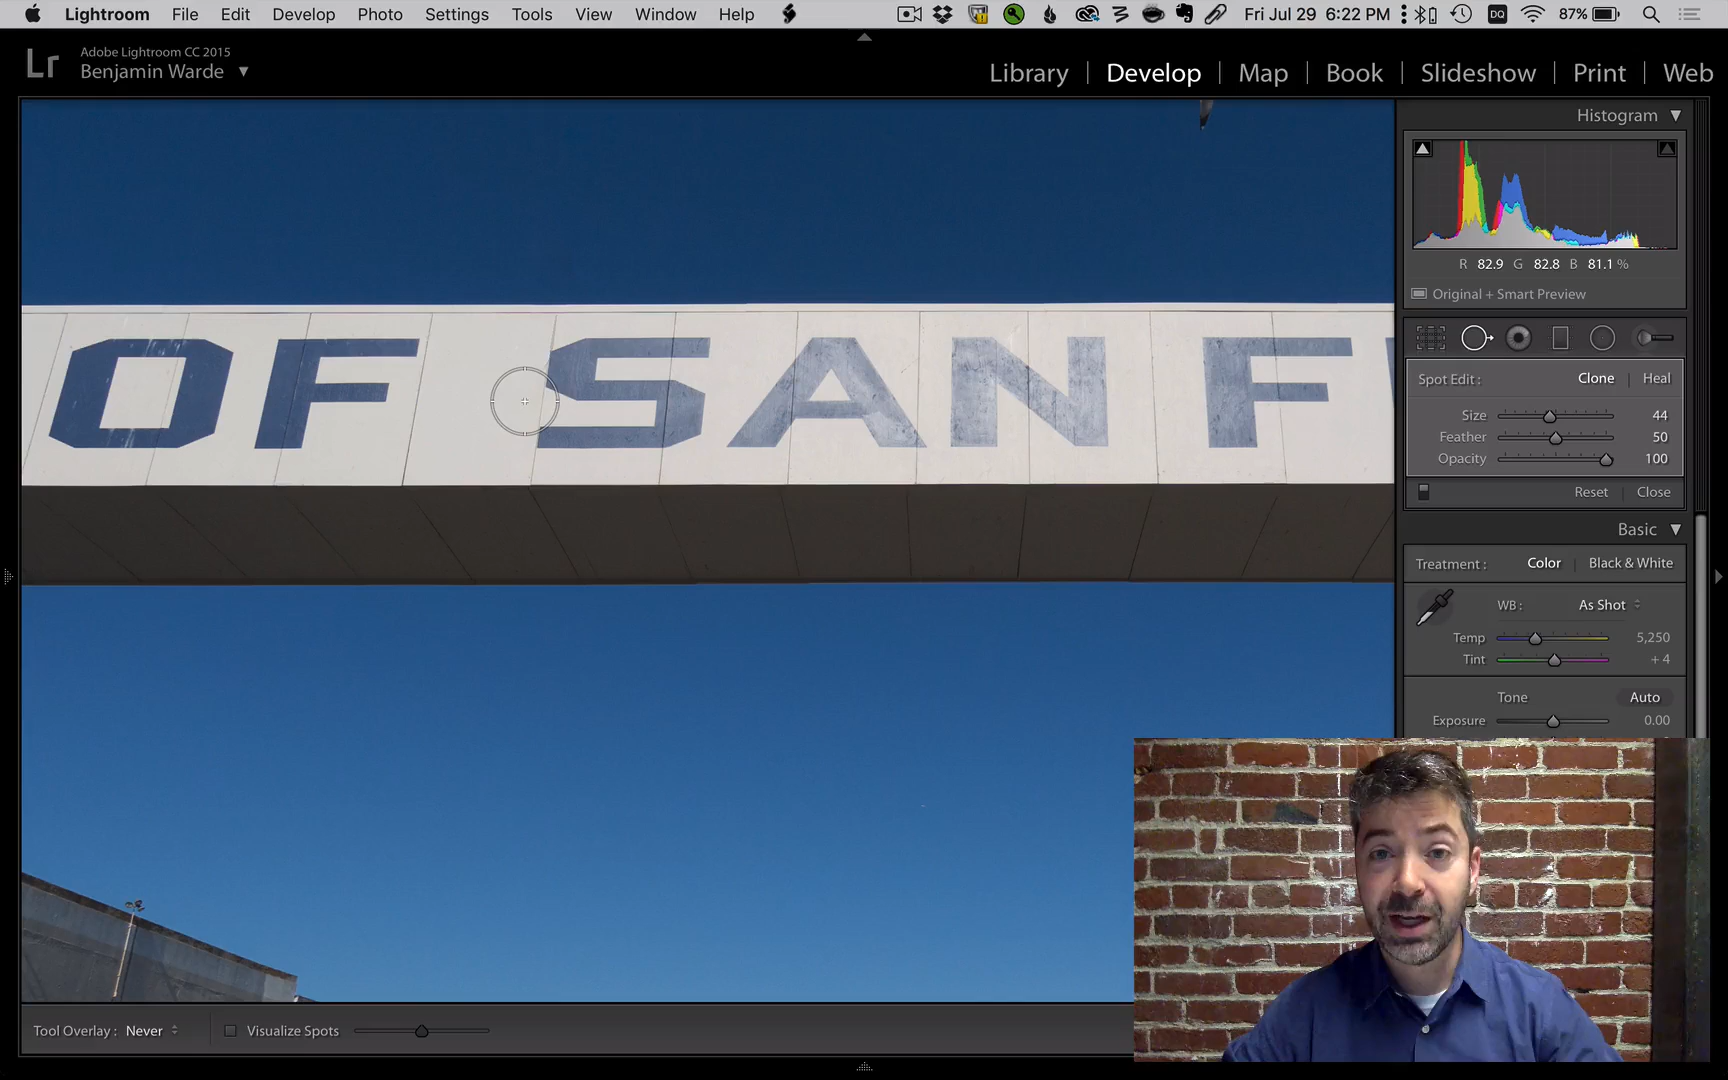 Lightroom File Edit Develop Photo Settings Tools View Window Help Fri Jul 29 6:22 PM DQ 87%
Lr Adobe Lightroom CC 2015
Benjamin Warde
Library | Develop | Map | Book | Slideshow | Print | Web
Histogram
R 82.9 G 82.8 B 81.1 %
Original + Smart Preview
Spot Edit : Clone | Heal
Size 44
Feather 50
Opacity 100
Reset | Close
Basic
Treatment : Color | Black & White
WB : As Shot
Temp 5,250
Tint + 4
Tone Auto
Exposure 0.00
OF SAN F
Tool Overlay : Never Visualize Spots